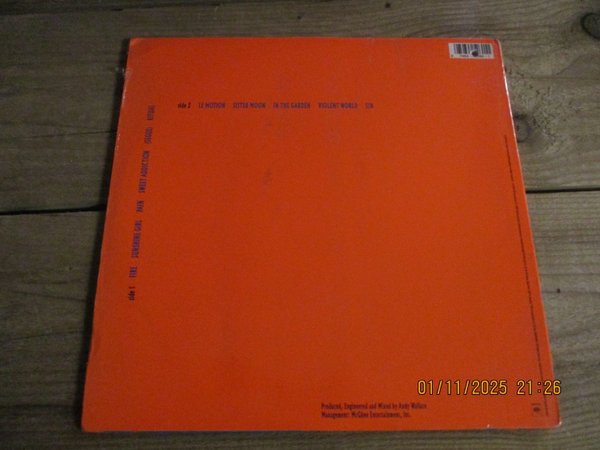 side 2 12 MOTION SISTER MOON IN THE GARDEN VIOLENT WORLD SIN
side 1 FIRE SUNSHINE GIRL PAIN SWEET ADDICTION RITUAL
Produced, Engineered and Mixed by Andy Wallace
Management: McGhee Entertainment, Inc.
01/11/2025 21:26